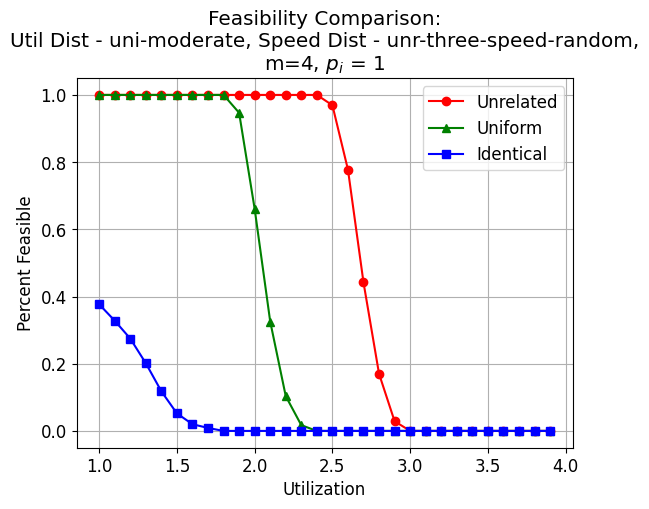 Feasibility Comparison:
Util Dist - uni-moderate, Speed Dist - unr-three-speed-random,
m=4, $p_i$ = 1
Unrelated
Uniform
Identical
Percent Feasible
1.0
0.8
0.6
0.4
0.2
0.0
1.0 1.5 2.0 2.5 3.0 3.5 4.0
Utilization